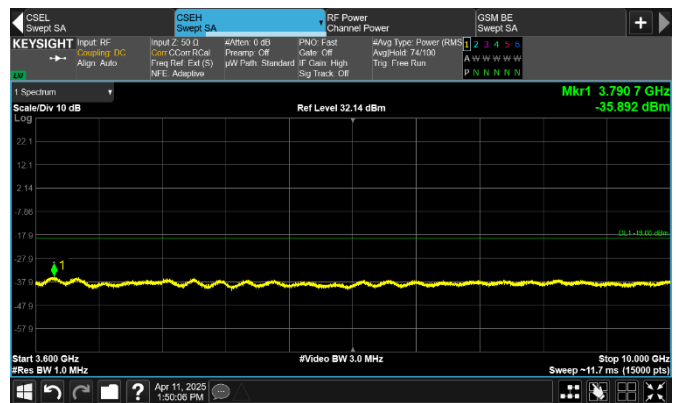 CSEL
Swept SA
CSEH
Swept SA
RF Power
Channel Power
GSM BE
Swept SA
KEYSIGHT
Input: RF
Coupling: DC
Align: Auto
Input Z: 50 Ω
Corr CCorr RCal
Freq Ref: Ext (S)
NFE: Adaptive
#Atten: 0 dB
Preamp: Off
µW Path: Standard
PNO: Fast
Gate: Off
IF Gain: High
Sig Track: Off
#Avg Type: Power (RMS)
Avg|Hold: 74/100
Trig: Free Run
1 2 3 4 5 6
A W W W W W
P N N N N N
LXI
1 Spectrum
Mkr1 3.790 7 GHz
Scale/Div 10 dB
Ref Level 32.14 dBm
-35.892 dBm
Log
22.1
12.1
2.14
-7.86
-17.9
DL1 -19.00 dBm
-27.9
1
-37.9
-47.9
-57.9
Start 3.600 GHz
#Video BW 3.0 MHz
Stop 10.000 GHz
#Res BW 1.0 MHz
Sweep ~11.7 ms (15000 pts)
?
Apr 11, 2025
1:50:06 PM